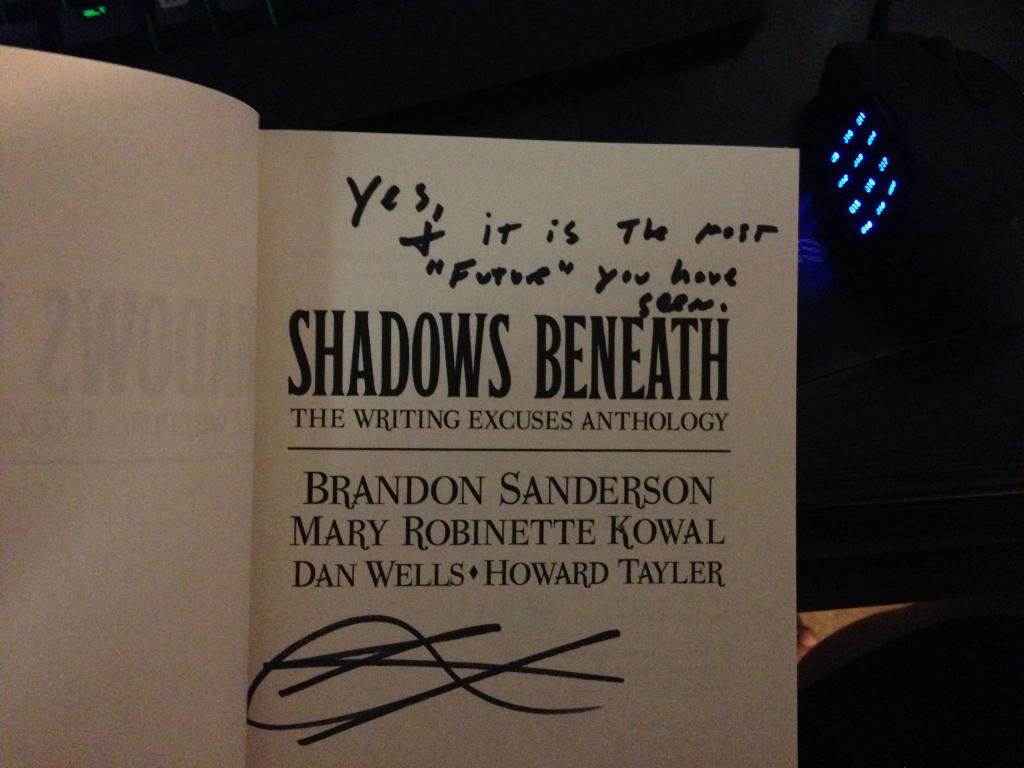 Yes,
+ it is the most
"Future" you have
seen.
SHADOWS BENEATH
THE WRITING EXCUSES ANTHOLOGY
BRANDON SANDERSON
MARY ROBINETTE KOWAL
DAN WELLS♦HOWARD TAYLER